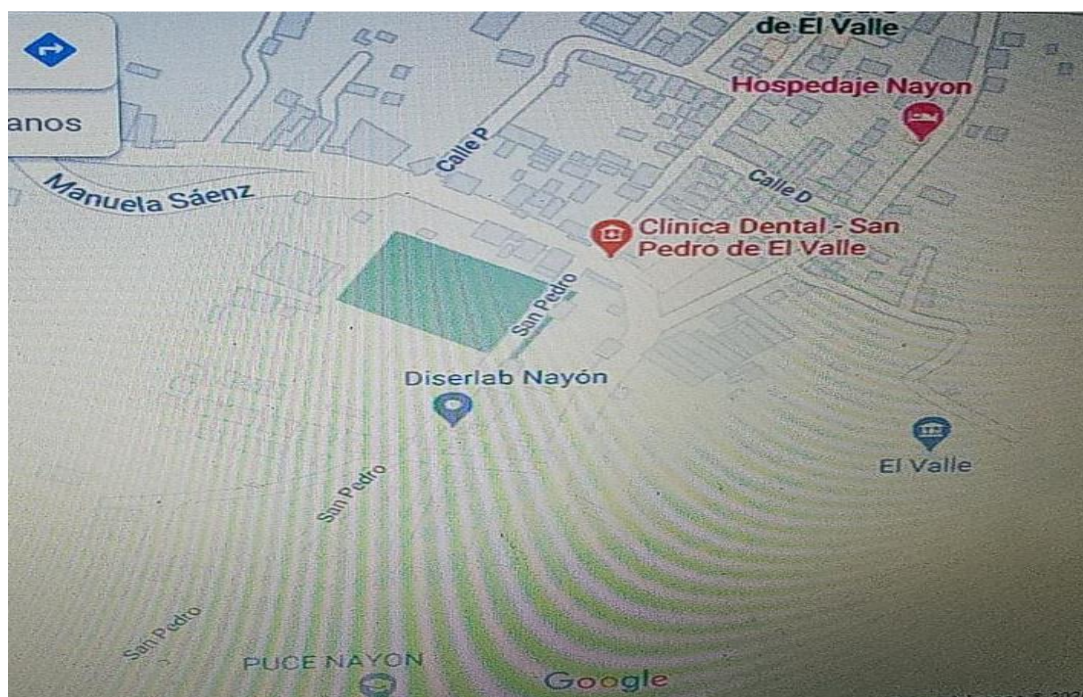 de El Valle
Hospedaje Nayon
anos
Calle P
Manuela Sáenz
Calle D
Clinica Dental - San
Pedro de El Valle
San Pedro
Diserlab Nayón
El Valle
San Pedro
San Pedro
PUCE NAYON
Google